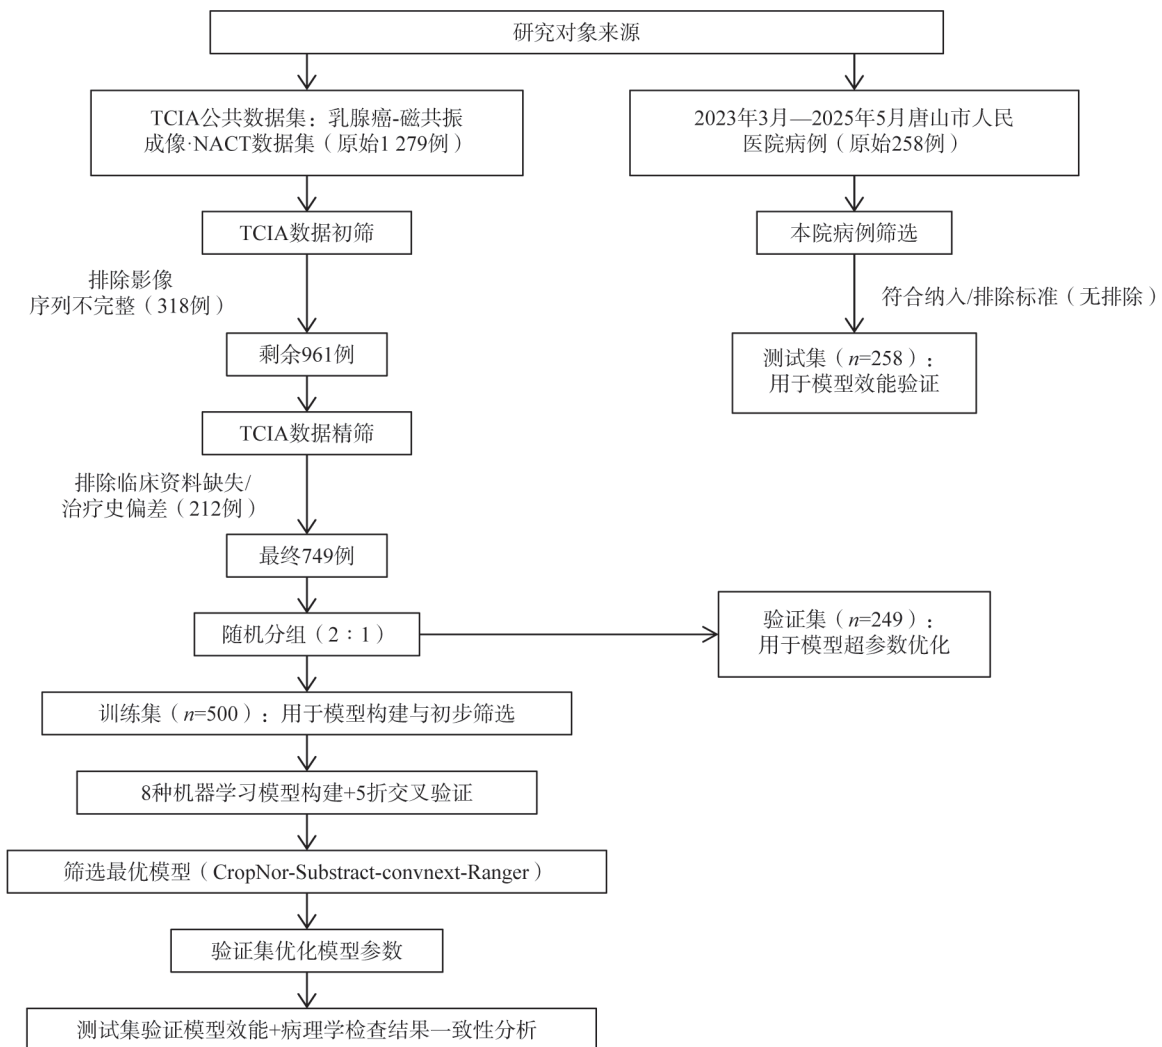 研究对象来源
TCIA公共数据集：乳腺癌-磁共振
成像·NACT数据集（原始1 279例）
2023年3月—2025年5月唐山市人民
医院病例（原始258例）
TCIA数据初筛
本院病例筛选
排除影像
序列不完整（318例）
符合纳入/排除标准（无排除）
剩余961例
测试集（n=258）：
用于模型效能验证
TCIA数据精筛
排除临床资料缺失/
治疗史偏差（212例）
最终749例
随机分组（2∶1）
验证集（n=249）：
用于模型超参数优化
训练集（n=500）：用于模型构建与初步筛选
8种机器学习模型构建+5折交叉验证
筛选最优模型（CropNor-Substract-convnext-Ranger）
验证集优化模型参数
测试集验证模型效能+病理学检查结果一致性分析